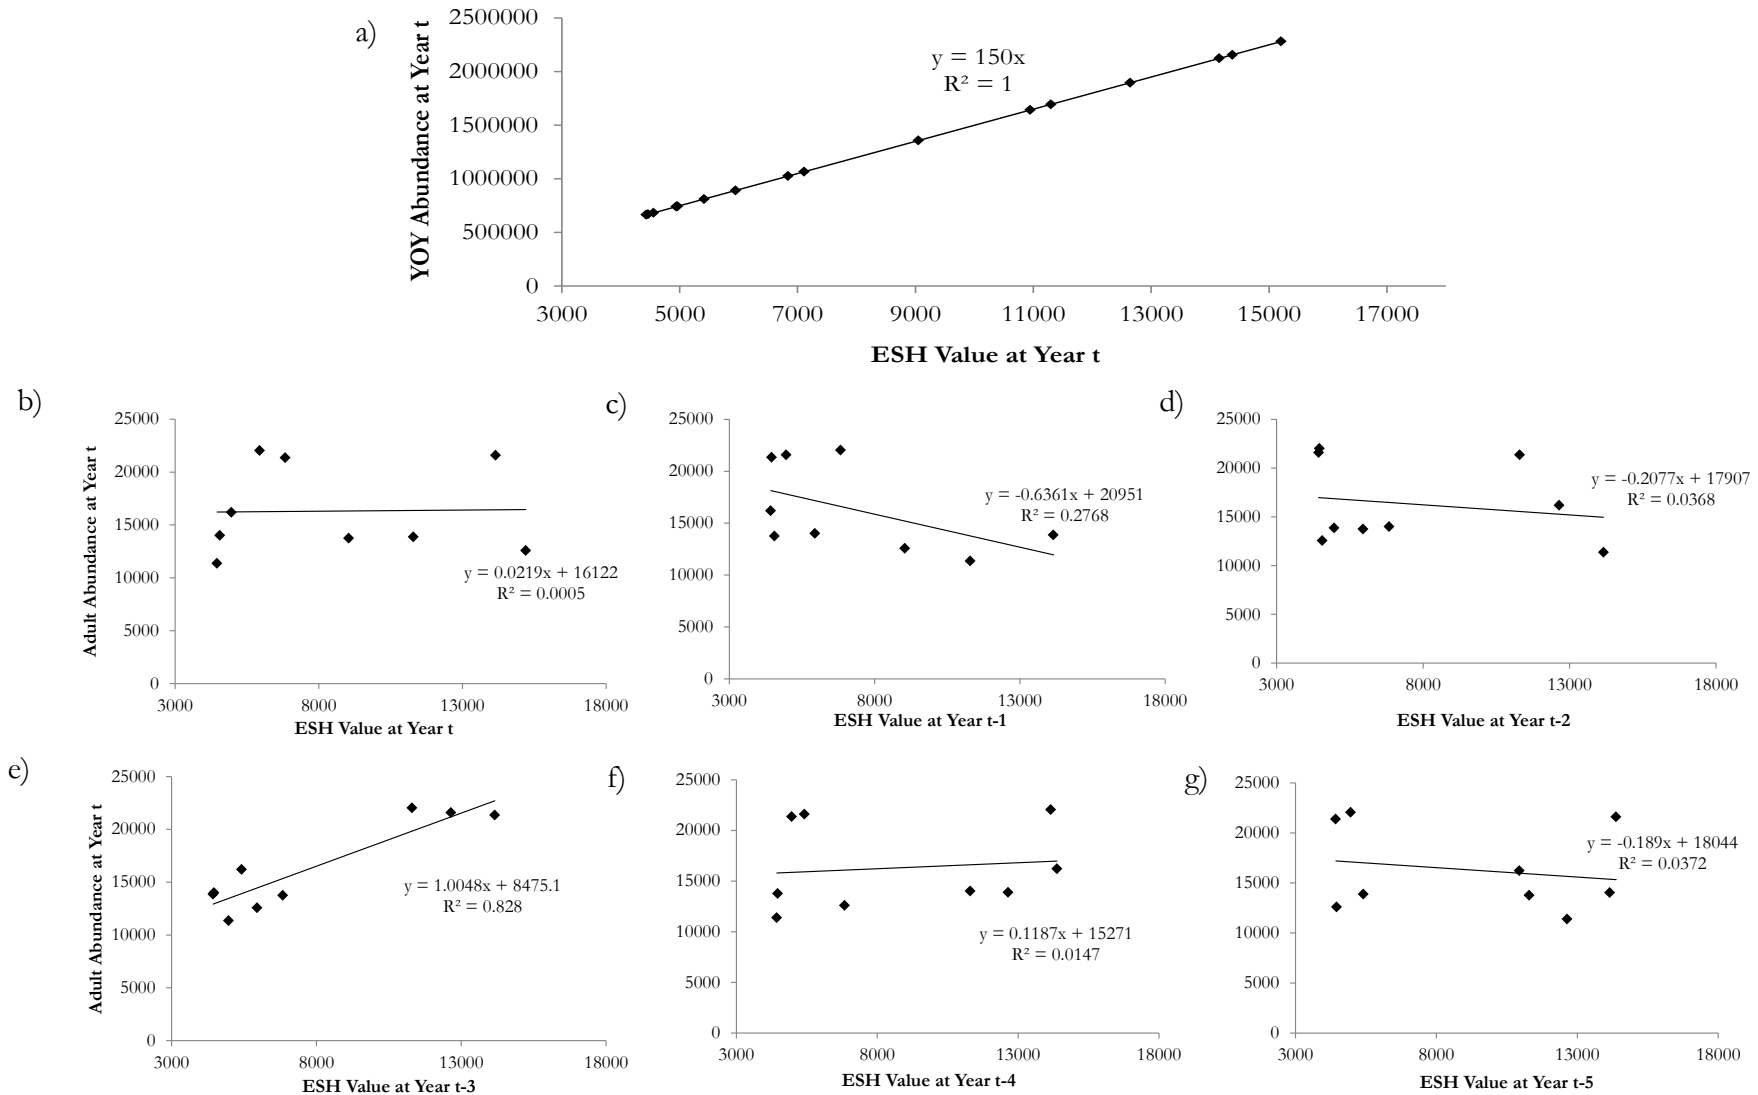 a)
YOY Abundance at Year t
2500000
2000000
1500000
1000000
500000
0
y = 150x
R² = 1
3000 5000 7000 9000 11000 13000 15000 17000
ESH Value at Year t
b)
Adult Abundance at Year t
25000
20000
15000
10000
5000
0
y = 0.0219x + 16122
R² = 0.0005
3000 8000 13000 18000
ESH Value at Year t
c)
25000
20000
15000
10000
5000
0
y = -0.6361x + 20951
R² = 0.2768
3000 8000 13000 18000
ESH Value at Year t-1
d)
25000
20000
15000
10000
5000
0
y = -0.2077x + 17907
R² = 0.0368
3000 8000 13000 18000
ESH Value at Year t-2
e)
Adult Abundance at Year t
25000
20000
15000
10000
5000
0
y = 1.0048x + 8475.1
R² = 0.828
3000 8000 13000 18000
ESH Value at Year t-3
f)
25000
20000
15000
10000
5000
0
y = 0.1187x + 15271
R² = 0.0147
3000 8000 13000 18000
ESH Value at Year t-4
g)
25000
20000
15000
10000
5000
0
y = -0.189x + 18044
R² = 0.0372
3000 8000 13000 18000
ESH Value at Year t-5